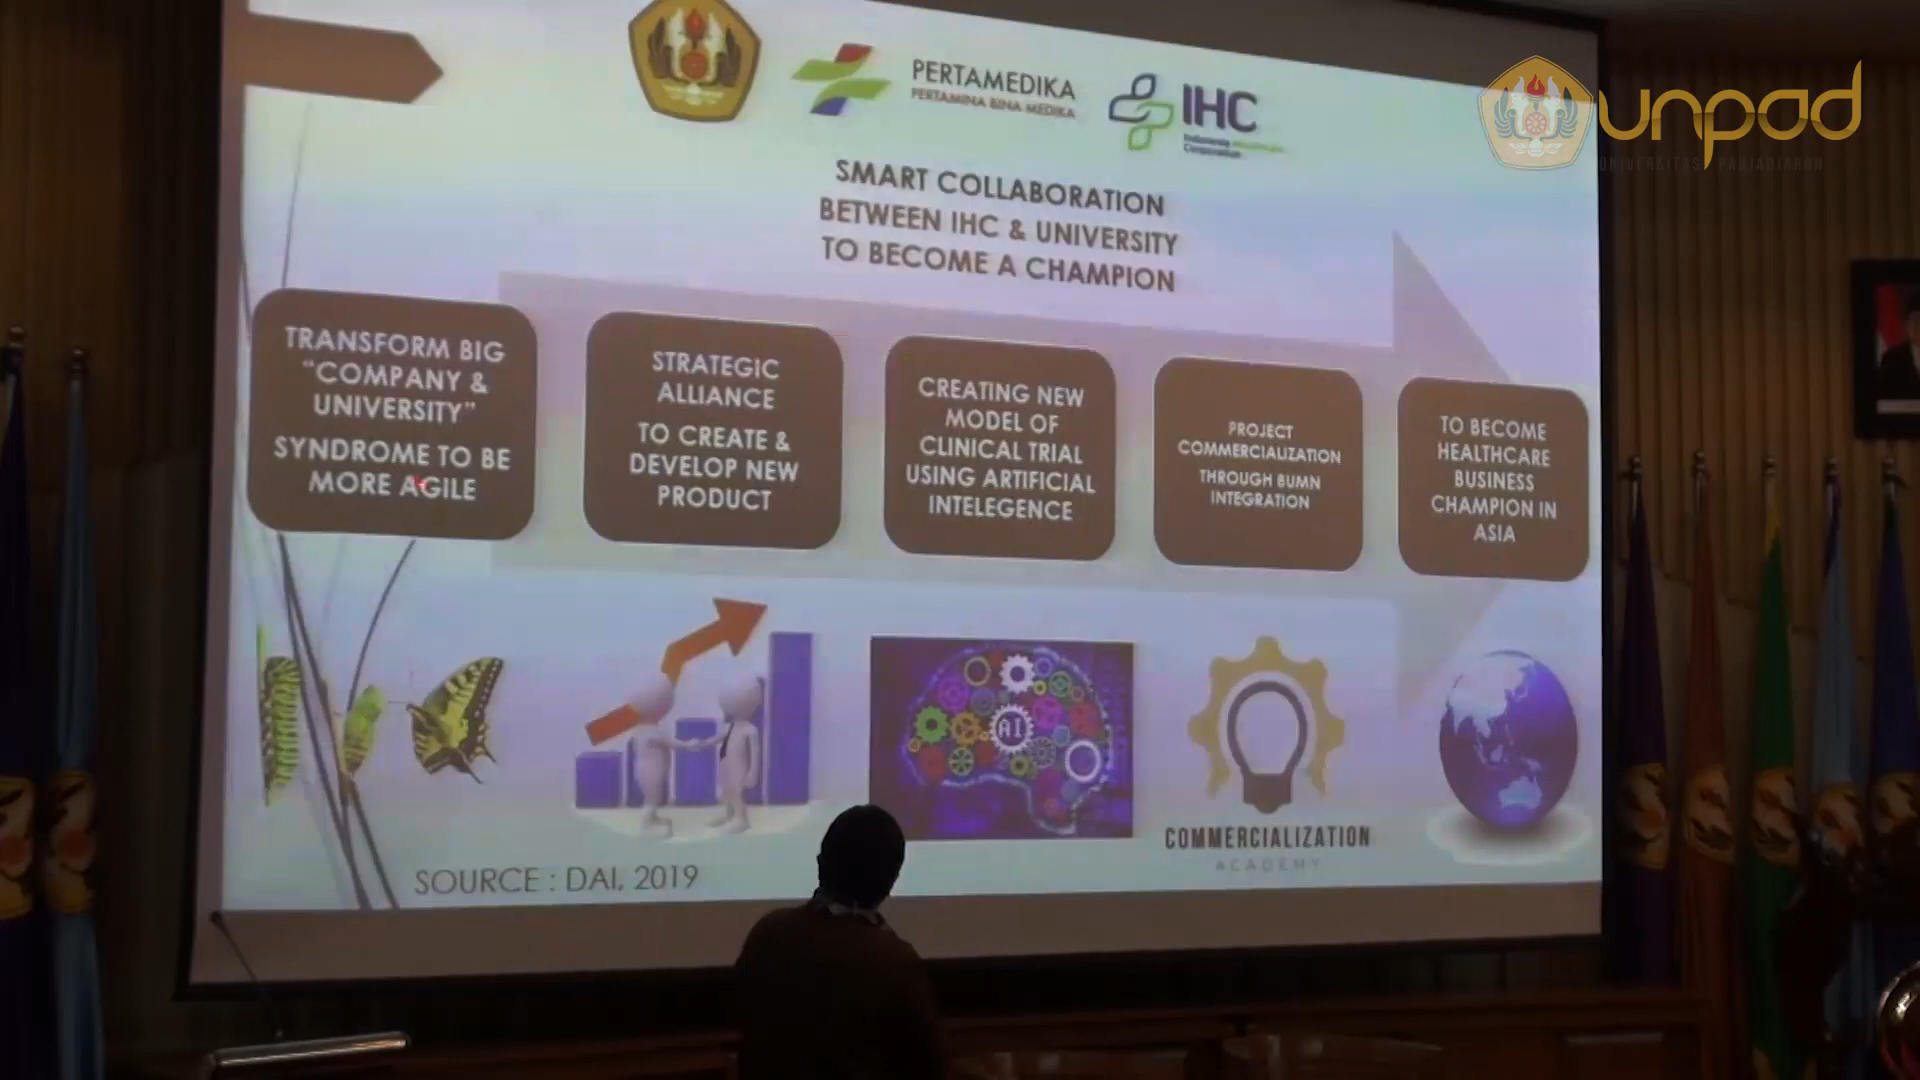 PERTAMEDIKA
PERTAMINA BINA MEDIKA
IHC
Indonesia Healthcare
Corporation
unpad
UNIVERSITAS PADJADJARAN
SMART COLLABORATION
BETWEEN IHC & UNIVERSITY
TO BECOME A CHAMPION
TRANSFORM BIG
"COMPANY &
UNIVERSITY"
SYNDROME TO BE
MORE AGILE
STRATEGIC
ALLIANCE
TO CREATE &
DEVELOP NEW
PRODUCT
CREATING NEW
MODEL OF
CLINICAL TRIAL
USING ARTIFICIAL
INTELEGENCE
PROJECT
COMMERCIALIZATION
THROUGH BUMN
INTEGRATION
TO BECOME
HEALTHCARE
BUSINESS
CHAMPION IN
ASIA
AI
COMMERCIALIZATION
ACADEMY
SOURCE : DAI, 2019